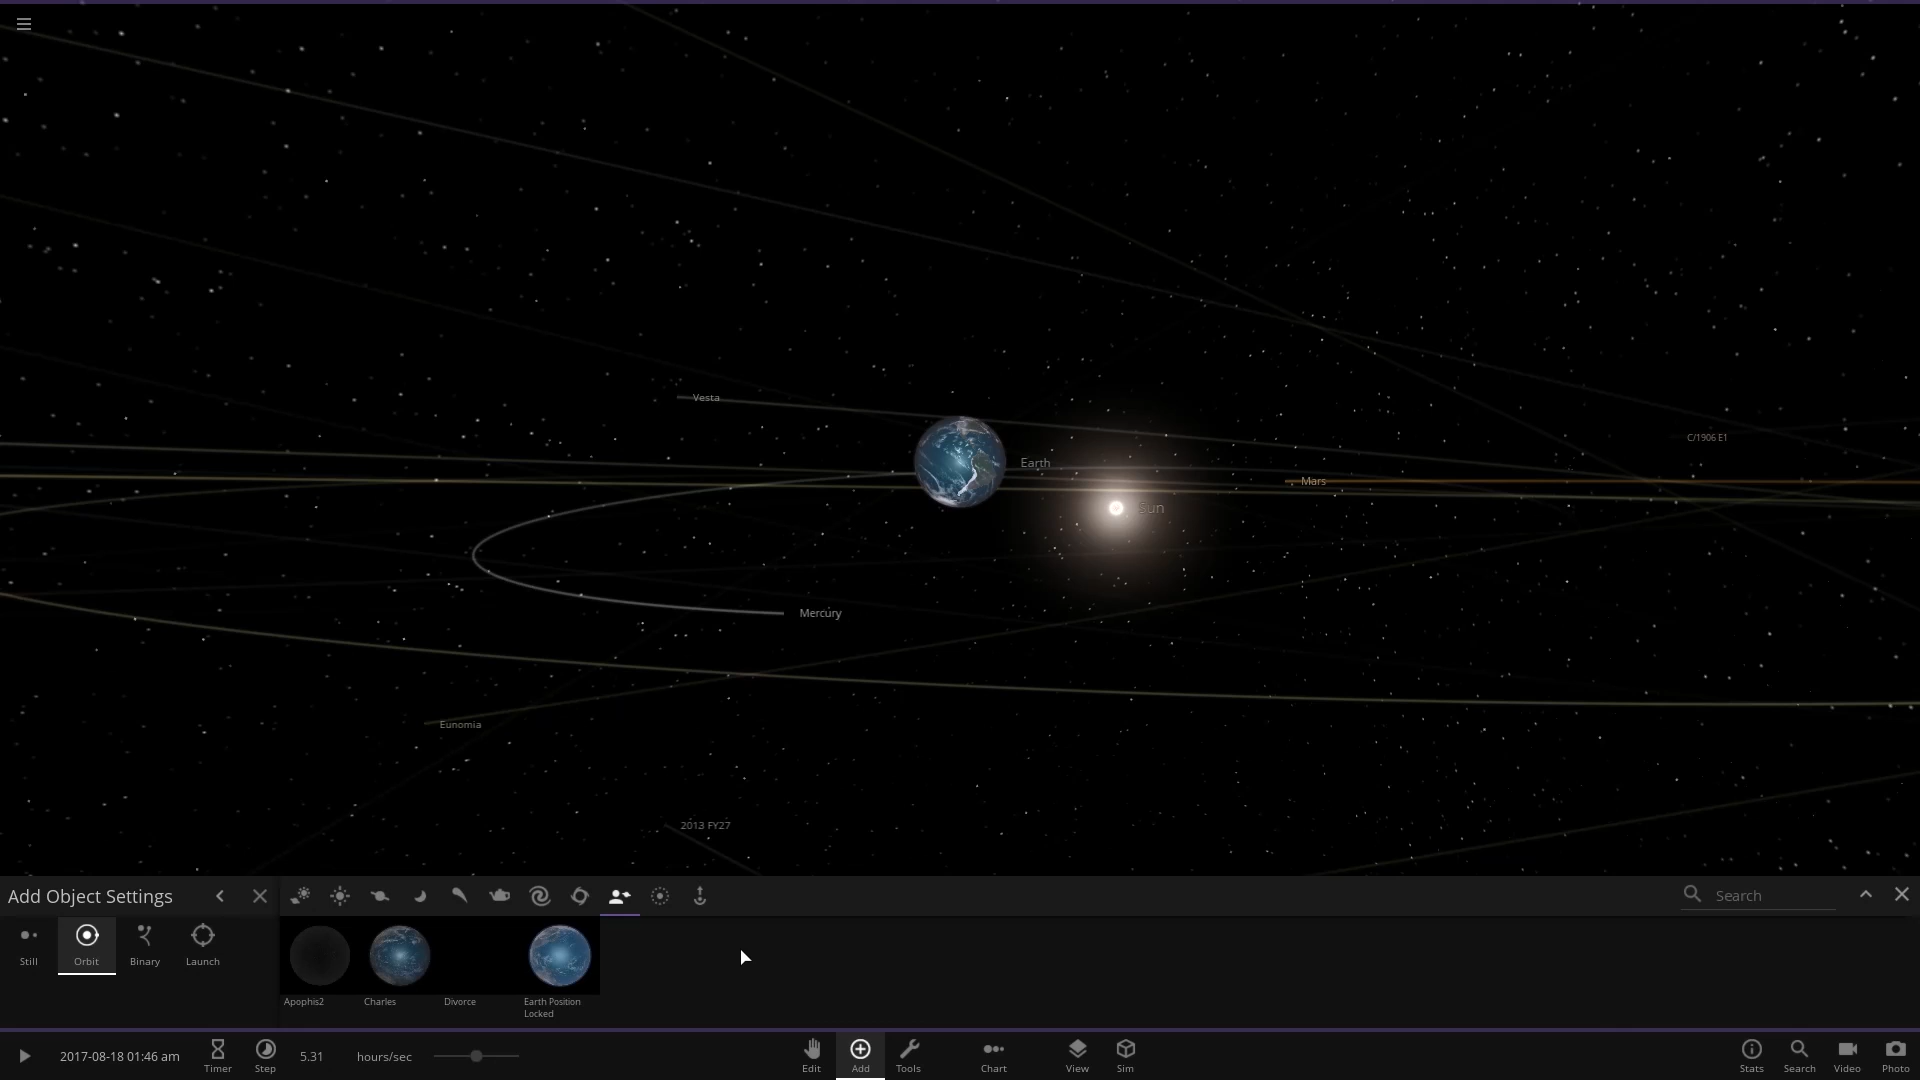 Vesta
C/1906 E1
Earth
Mars
Sun
Mercury
Eunomia
2013 FY27
Add Object Settings
Search
Still
Orbit
Binary
Launch
Apophis2
Charles
Divorce
Earth Position
Locked
2017-08-18 01:46 am
Timer
Step
5.31
hours/sec
Edit
Add
Tools
Chart
View
Sim
Stats
Search
Video
Photo